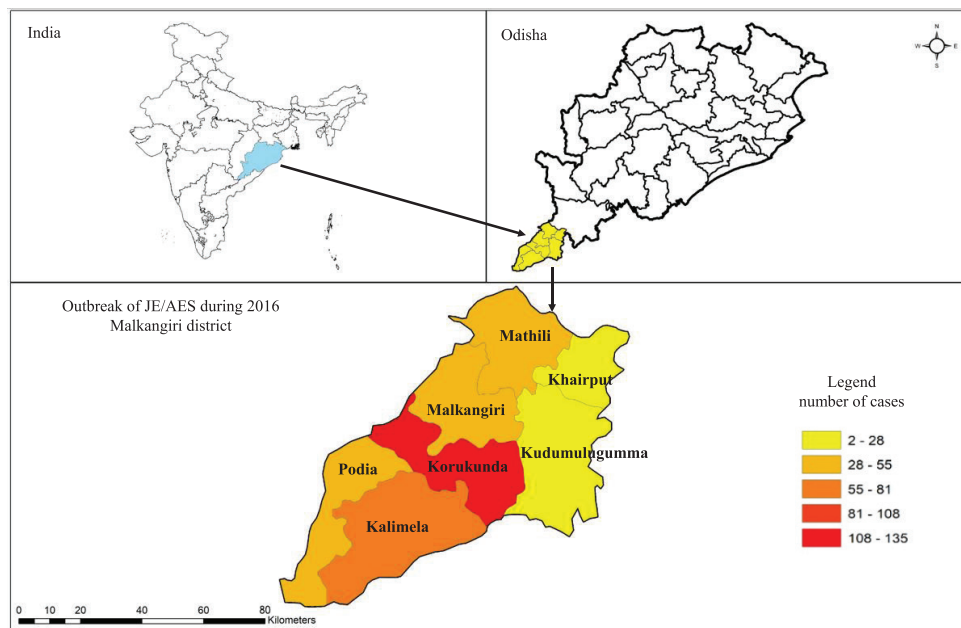 India
Odisha
N
W E
S
Outbreak of JE/AES during 2016
Malkangiri district
Mathili
Khairput
Malkangiri
Kudumulugumma
Podia
Korukunda
Kalimela
Legend
number of cases
2 - 28
28 - 55
55 - 81
81 - 108
108 - 135
0 10 20 40 60 80
Kilometers